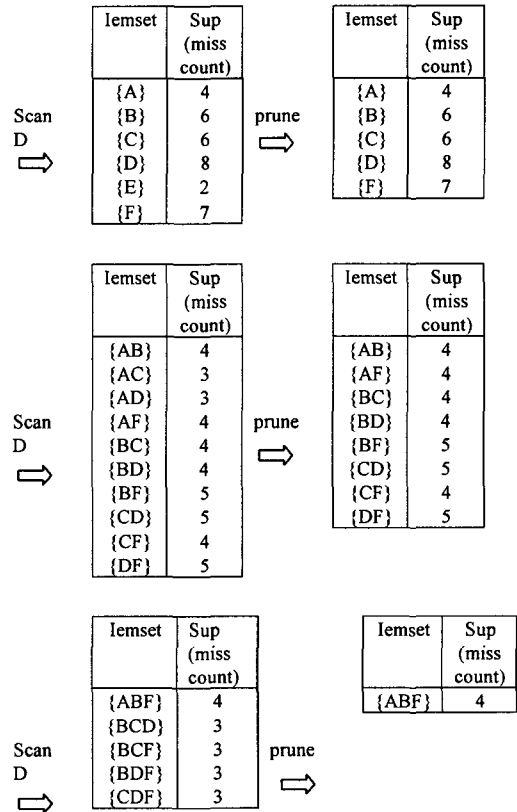 Iemset Sup (miss count)
{A} 4
{B} 6
{C} 6
{D} 8
{E} 2
{F} 7
Scan D
prune
Iemset Sup (miss count)
{A} 4
{B} 6
{C} 6
{D} 8
{F} 7
Iemset Sup (miss count)
{AB} 4
{AC} 3
{AD} 3
{AF} 4
{BC} 4
{BD} 4
{BF} 5
{CD} 5
{CF} 4
{DF} 5
Scan D
prune
Iemset Sup (miss count)
{AB} 4
{AF} 4
{BC} 4
{BD} 4
{BF} 5
{CD} 5
{CF} 4
{DF} 5
Iemset Sup (miss count)
{ABF} 4
{BCD} 3
{BCF} 3
{BDF} 3
{CDF} 3
Scan D
prune
Iemset Sup (miss count)
{ABF} 4